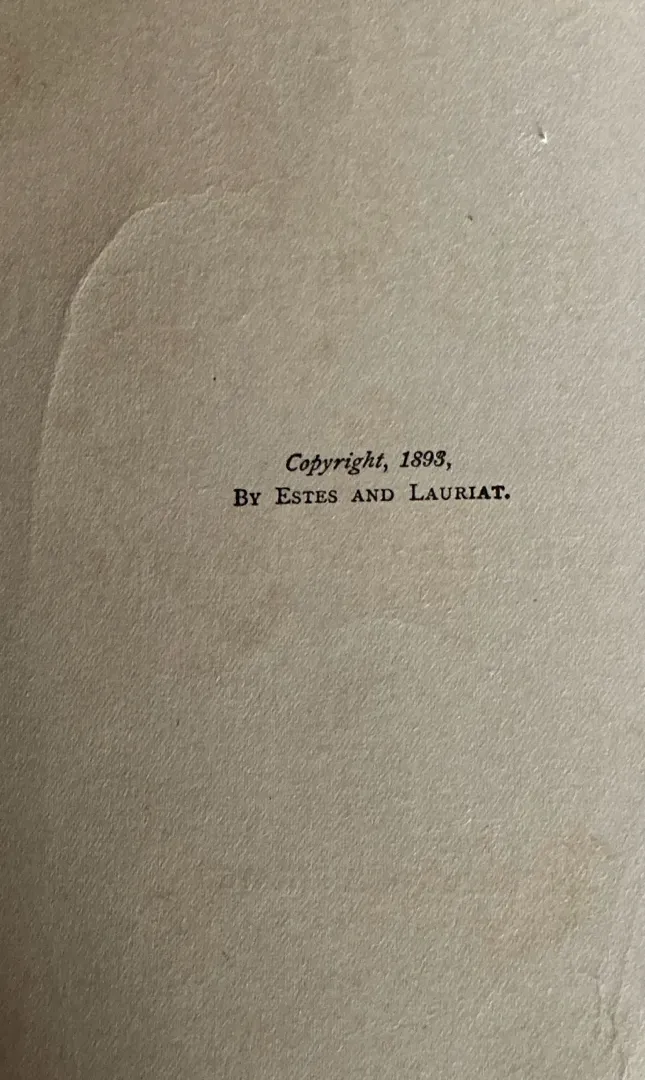 Copyright, 1893,
By Estes and Lauriat.